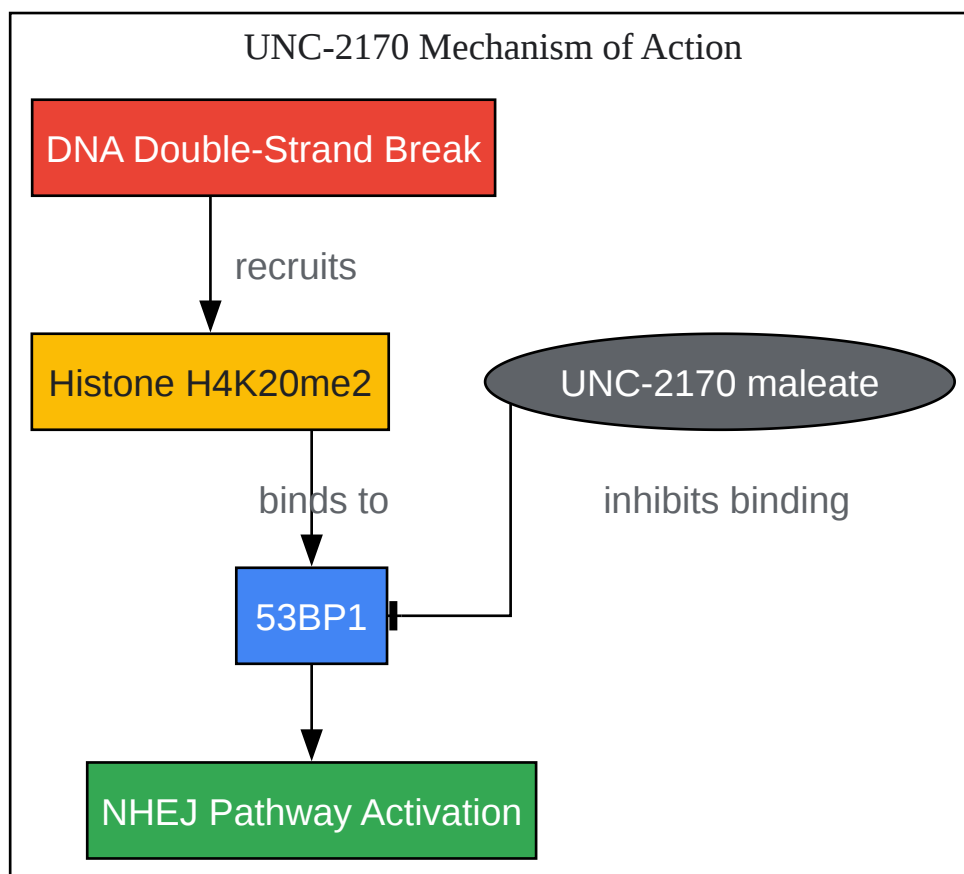 UNC-2170 Mechanism of Action
DNA Double-Strand Break
recruits
Histone H4K20me2
UNC-2170 maleate
binds to
inhibits binding
53BP1
NHEJ Pathway Activation